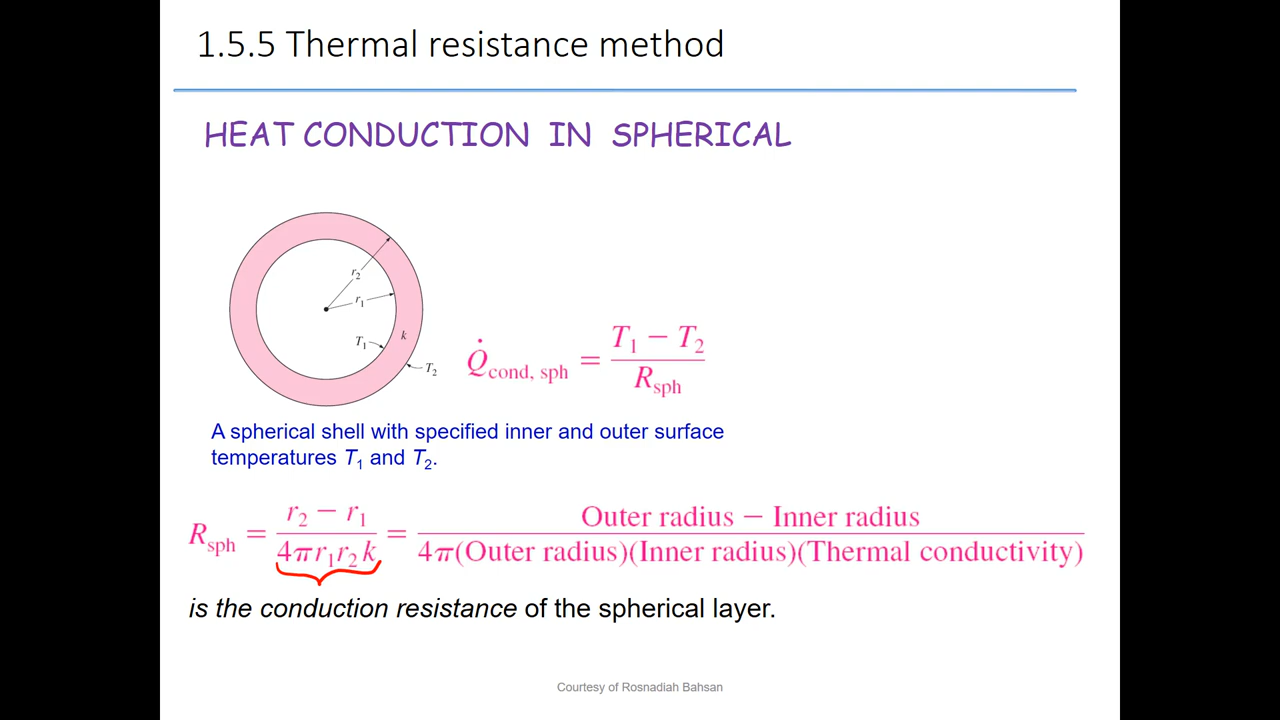 1.5.5 Thermal resistance method
HEAT CONDUCTION IN SPHERICAL
r₂
r₁
k
T₁
T₂
Q̇cond, sph = (T₁ − T₂) / Rsph
A spherical shell with specified inner and outer surface
temperatures T₁ and T₂.
Rsph = (r₂ − r₁) / (4πr₁r₂k) = (Outer radius − Inner radius) / (4π(Outer radius)(Inner radius)(Thermal conductivity))
is the conduction resistance of the spherical layer.
Courtesy of Rosnadiah Bahsan